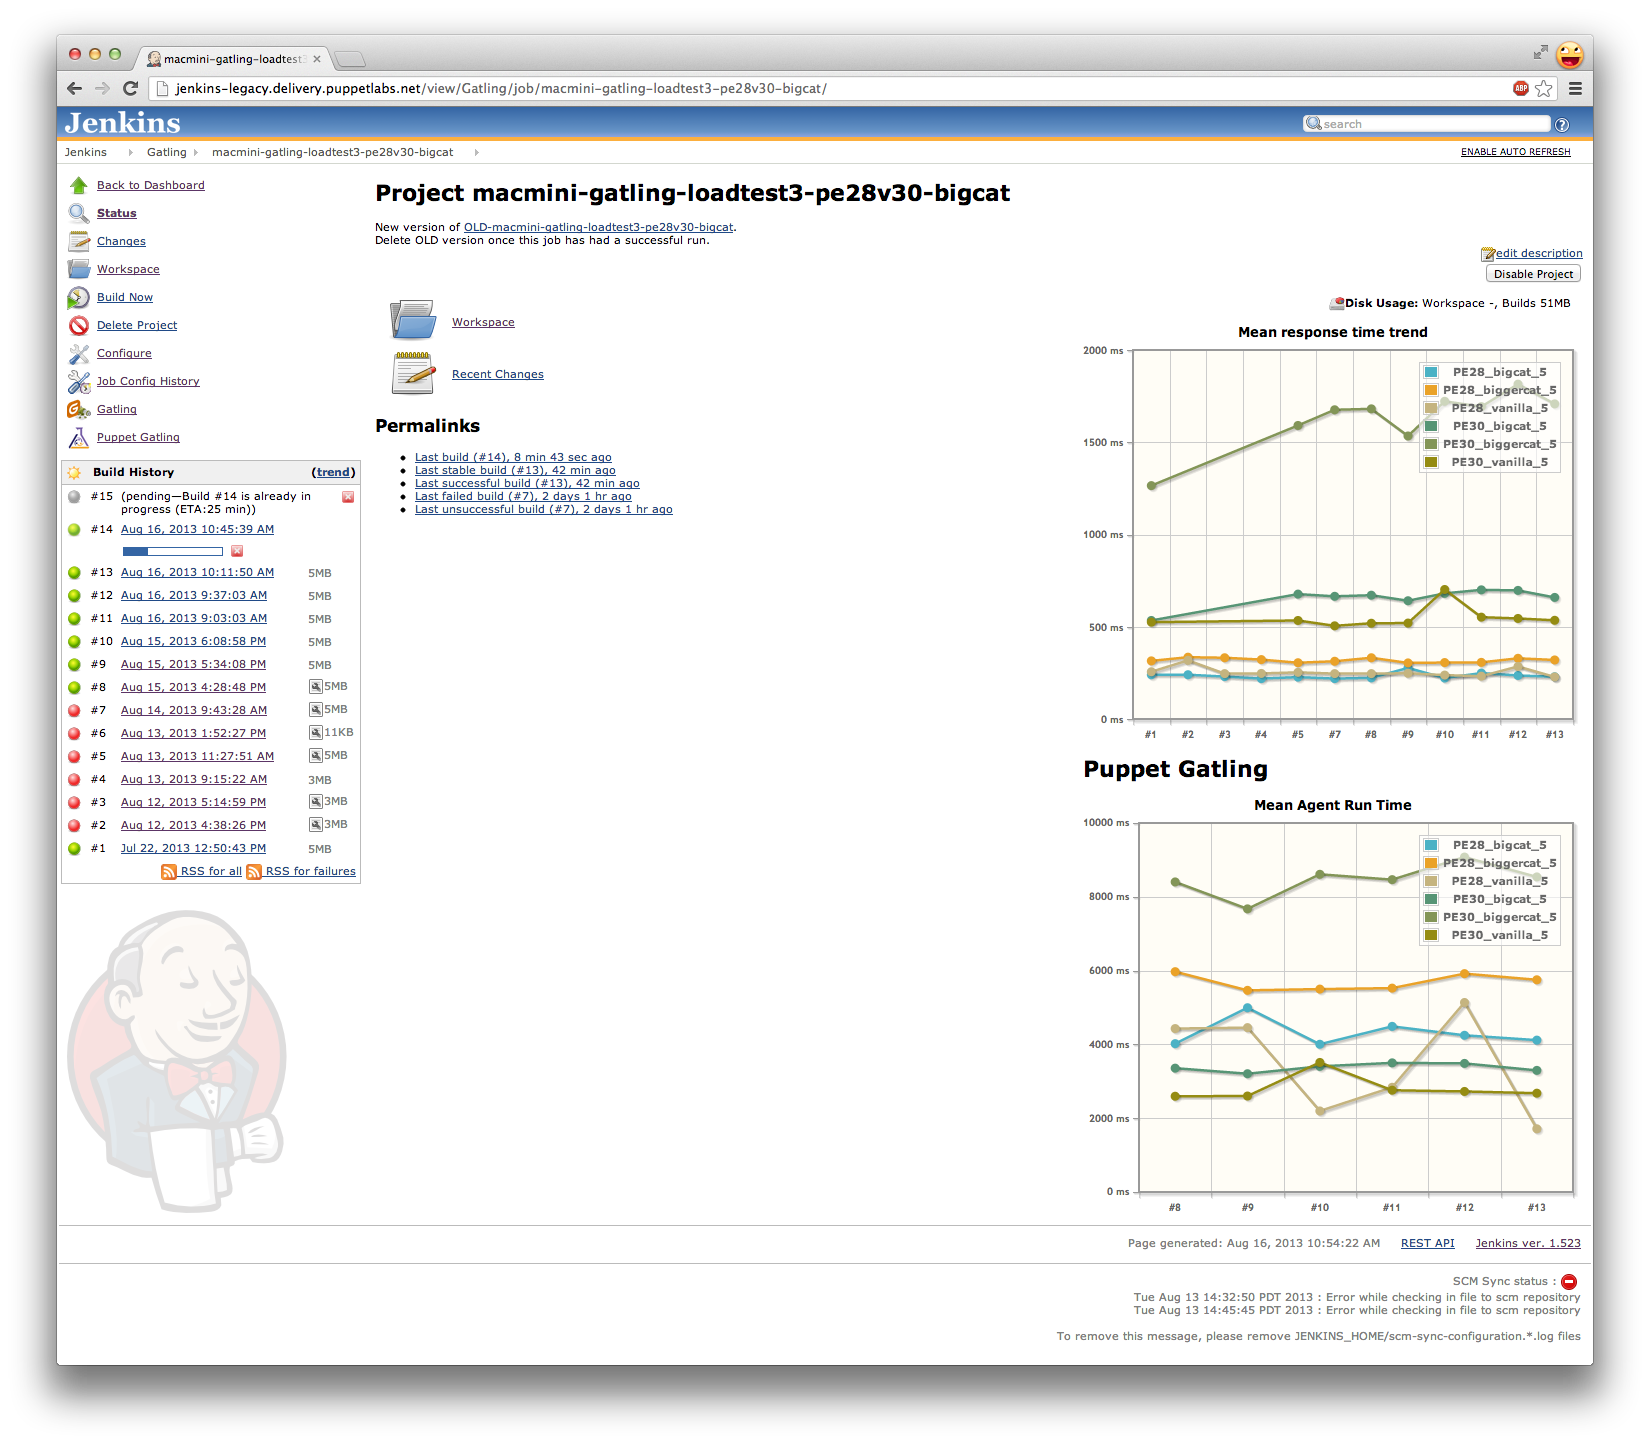 macmini-gatling-loadtest3
jenkins-legacy.delivery.puppetlabs.net/view/Gatling/job/macmini-gatling-loadtest3-pe28v30-bigcat/
ABP
Jenkins
search
?
Jenkins Gatling macmini-gatling-loadtest3-pe28v30-bigcat
ENABLE AUTO REFRESH
Back to Dashboard
Status
Changes
Workspace
Build Now
Delete Project
Configure
Job Config History
Gatling
Puppet Gatling
Build History (trend)
#15 (pending—Build #14 is already in
progress (ETA:25 min))
#14 Aug 16, 2013 10:45:39 AM
#13 Aug 16, 2013 10:11:50 AM 5MB
#12 Aug 16, 2013 9:37:03 AM 5MB
#11 Aug 16, 2013 9:03:03 AM 5MB
#10 Aug 15, 2013 6:08:58 PM 5MB
#9 Aug 15, 2013 5:34:08 PM 5MB
#8 Aug 15, 2013 4:28:48 PM 5MB
#7 Aug 14, 2013 9:43:28 AM 5MB
#6 Aug 13, 2013 1:52:27 PM 11KB
#5 Aug 13, 2013 11:27:51 AM 5MB
#4 Aug 13, 2013 9:15:22 AM 3MB
#3 Aug 12, 2013 5:14:59 PM 3MB
#2 Aug 12, 2013 4:38:26 PM 3MB
#1 Jul 22, 2013 12:50:43 PM 5MB
RSS for all RSS for failures
Project macmini-gatling-loadtest3-pe28v30-bigcat
New version of OLD-macmini-gatling-loadtest3-pe28v30-bigcat.
Delete OLD version once this job has had a successful run.
edit description
Disable Project
Workspace
Recent Changes
Permalinks
Last build (#14), 8 min 43 sec ago
Last stable build (#13), 42 min ago
Last successful build (#13), 42 min ago
Last failed build (#7), 2 days 1 hr ago
Last unsuccessful build (#7), 2 days 1 hr ago
Disk Usage: Workspace -, Builds 51MB
Mean response time trend
2000 ms
1500 ms
1000 ms
500 ms
0 ms
PE28_bigcat_5
PE28_biggercat_5
PE28_vanilla_5
PE30_bigcat_5
PE30_biggercat_5
PE30_vanilla_5
#1 #2 #3 #4 #5 #7 #8 #9 #10 #11 #12 #13
Puppet Gatling
Mean Agent Run Time
10000 ms
8000 ms
6000 ms
4000 ms
2000 ms
0 ms
PE28_bigcat_5
PE28_biggercat_5
PE28_vanilla_5
PE30_bigcat_5
PE30_biggercat_5
PE30_vanilla_5
#8 #9 #10 #11 #12 #13
Page generated: Aug 16, 2013 10:54:22 AM REST API Jenkins ver. 1.523
SCM Sync status :
Tue Aug 13 14:32:50 PDT 2013 : Error while checking in file to scm repository
Tue Aug 13 14:45:45 PDT 2013 : Error while checking in file to scm repository
To remove this message, please remove JENKINS_HOME/scm-sync-configuration.*.log files